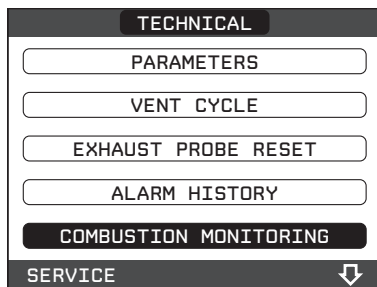 TECHNICAL
PARAMETERS
VENT CYCLE
EXHAUST PROBE RESET
ALARM HISTORY
COMBUSTION MONITORING
SERVICE